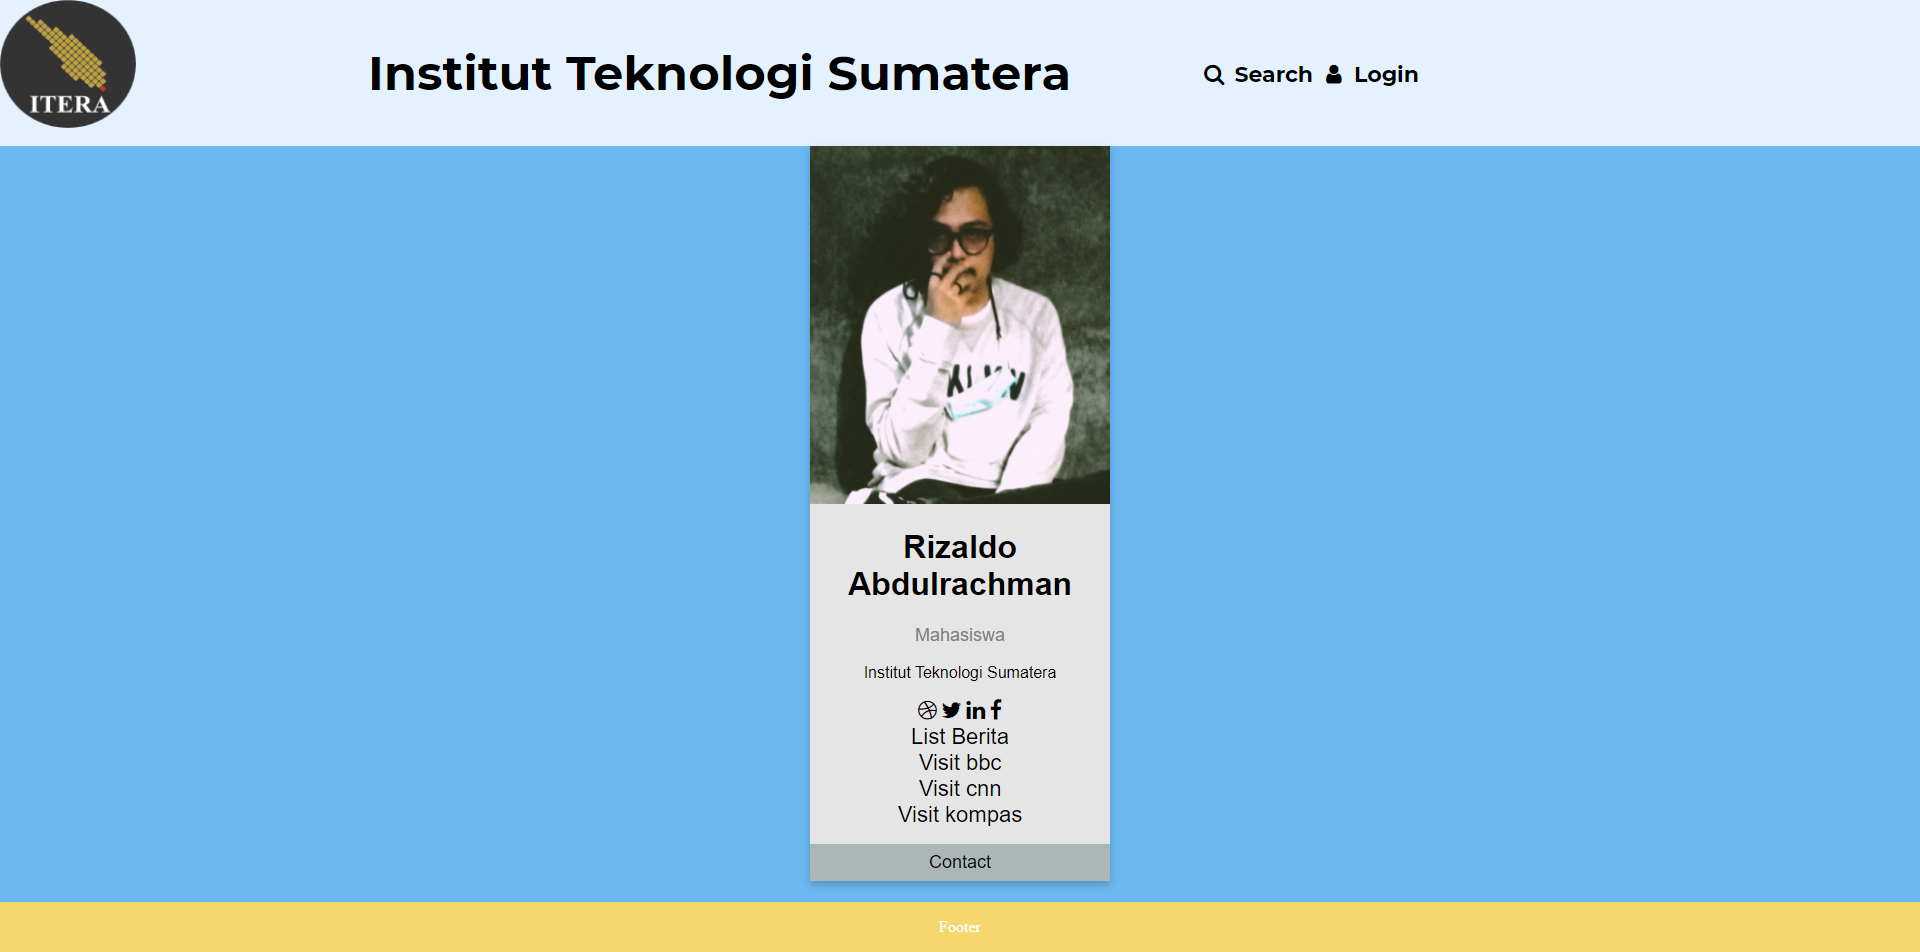 ITERA
Institut Teknologi Sumatera
Search Login
Rizaldo
Abdulrachman
Mahasiswa
Institut Teknologi Sumatera
List Berita
Visit bbc
Visit cnn
Visit kompas
Contact
Footer